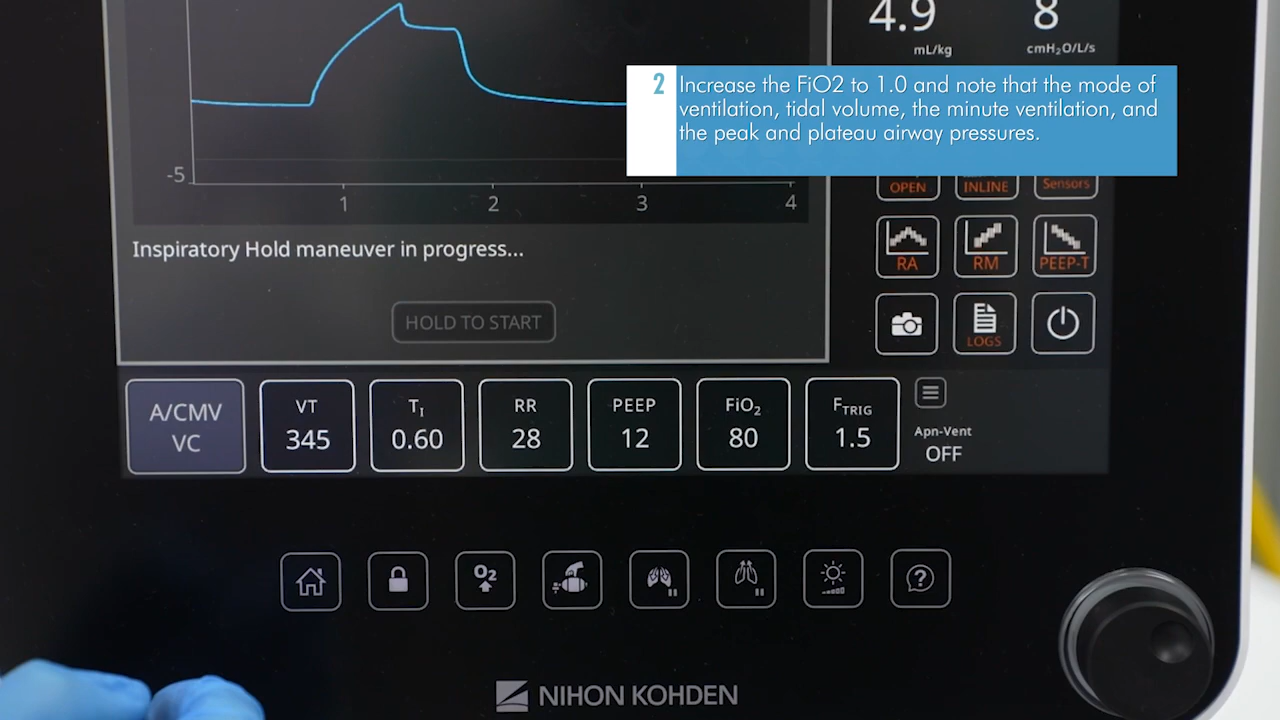 4.9
8
mL/kg
cmH₂O/L/s
2
Increase the FiO2 to 1.0 and note that the mode of
ventilation, tidal volume, the minute ventilation, and
the peak and plateau airway pressures.
-5
1
2
3
4
OPEN
INLINE
Sensors
Inspiratory Hold maneuver in progress...
RA
RM
PEEP-T
HOLD TO START
LOGS
A/CMV
VC
VT
345
TI
0.60
RR
28
PEEP
12
FiO₂
80
FTRIG
1.5
Apn-Vent
OFF
O₂
?
NIHON KOHDEN